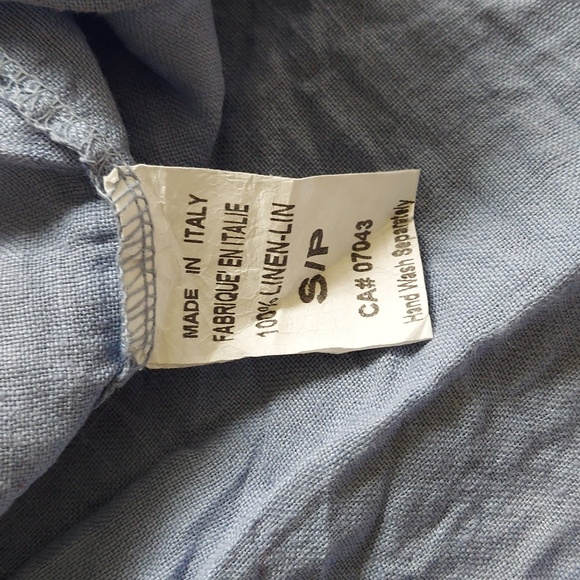 MADE IN ITALY
FABRIQUE' EN ITALIE
100% LINEN-LIN
S/P
CA# 07043
Hand Wash Separately